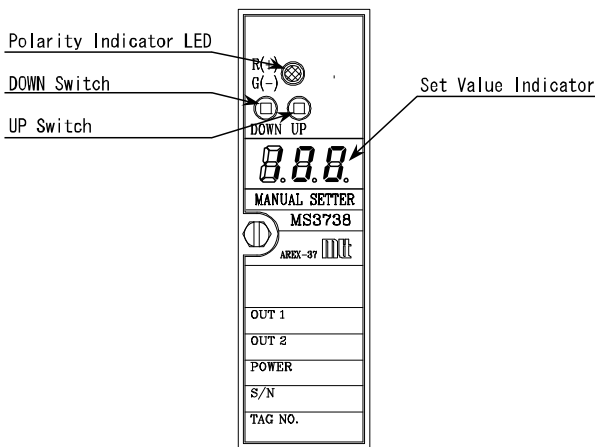 Polarity Indicator LED
R(+)
G(-)
DOWN Switch
Set Value Indicator
UP Switch
DOWN UP
8.8.8.
MANUAL SETTER
MS3738
AREX-37 mtt
OUT 1
OUT 2
POWER
S/N
TAG NO.